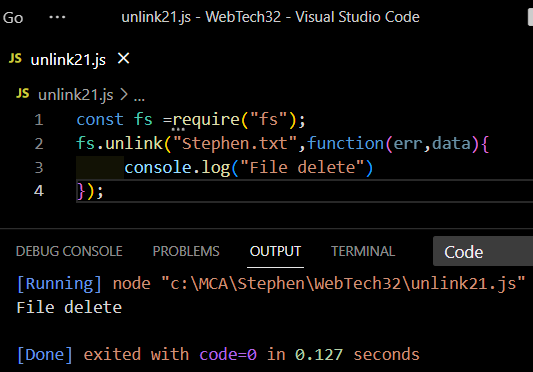 Go ··· unlink21.js - WebTech32 - Visual Studio Code
JS unlink21.js ×
JS unlink21.js > ...
1 const fs =require("fs");
2 fs.unlink("Stephen.txt",function(err,data){
3 console.log("File delete")
4 });
DEBUG CONSOLE PROBLEMS OUTPUT TERMINAL Code
[Running] node "c:\MCA\Stephen\WebTech32\unlink21.js"
File delete
[Done] exited with code=0 in 0.127 seconds